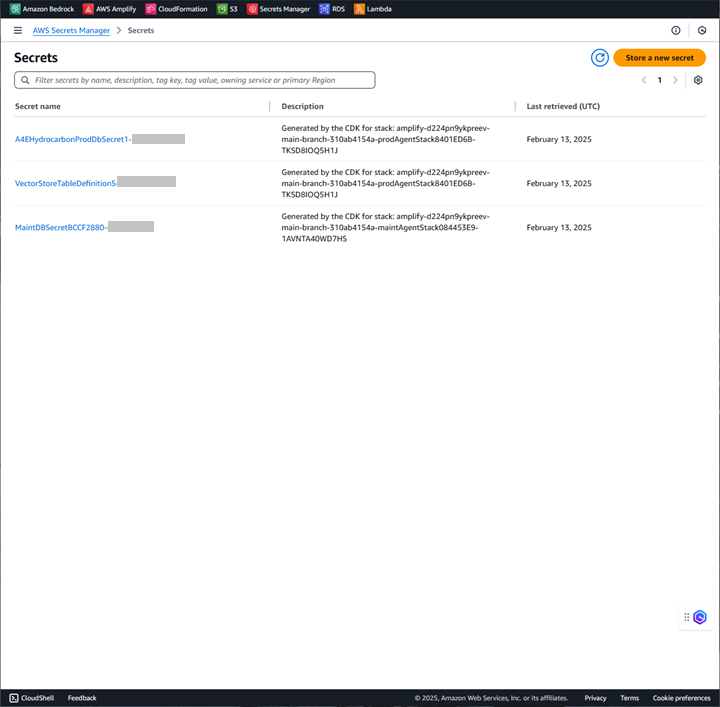 Amazon Bedrock AWS Amplify CloudFormation S3 Secrets Manager RDS Lambda
AWS Secrets Manager > Secrets
Secrets
Store a new secret
Filter secrets by name, description, tag key, tag value, owning service or primary Region
1
Secret name Description Last retrieved (UTC)
A4EHydrocarbonProdDbSecret1-
Generated by the CDK for stack: amplify-d224pn9ykpreev-
main-branch-310ab4154a-prodAgentStack8401ED6B-
TKSD8IOQ5H1J
February 13, 2025
VectorStoreTableDefinition5-
Generated by the CDK for stack: amplify-d224pn9ykpreev-
main-branch-310ab4154a-prodAgentStack8401ED6B-
TKSD8IOQ5H1J
February 13, 2025
MaintDBSecretBCCF2880-
Generated by the CDK for stack: amplify-d224pn9ykpreev-
main-branch-310ab4154a-maintAgentStack084453E9-
1AVNTA40WD7HS
February 13, 2025
CloudShell Feedback © 2025, Amazon Web Services, Inc. or its affiliates. Privacy Terms Cookie preferences